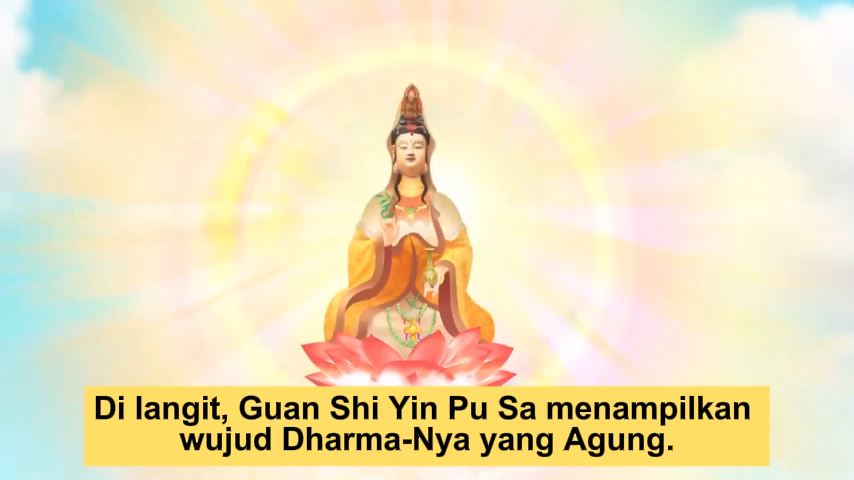 Di langit, Guan Shi Yin Pu Sa menampilkan
wujud Dharma-Nya yang Agung.